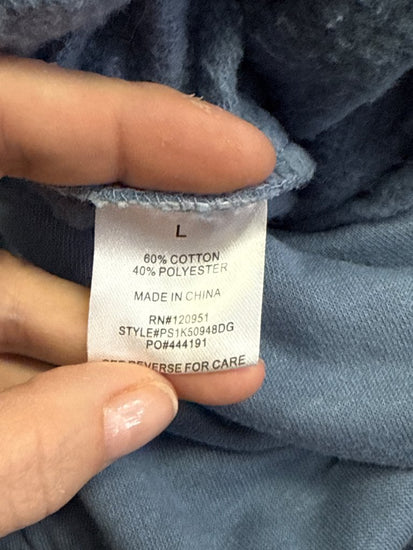 L
60% COTTON
40% POLYESTER
MADE IN CHINA
RN#120951
STYLE#PS1K50948DG
PO#444191
SEE REVERSE FOR CARE